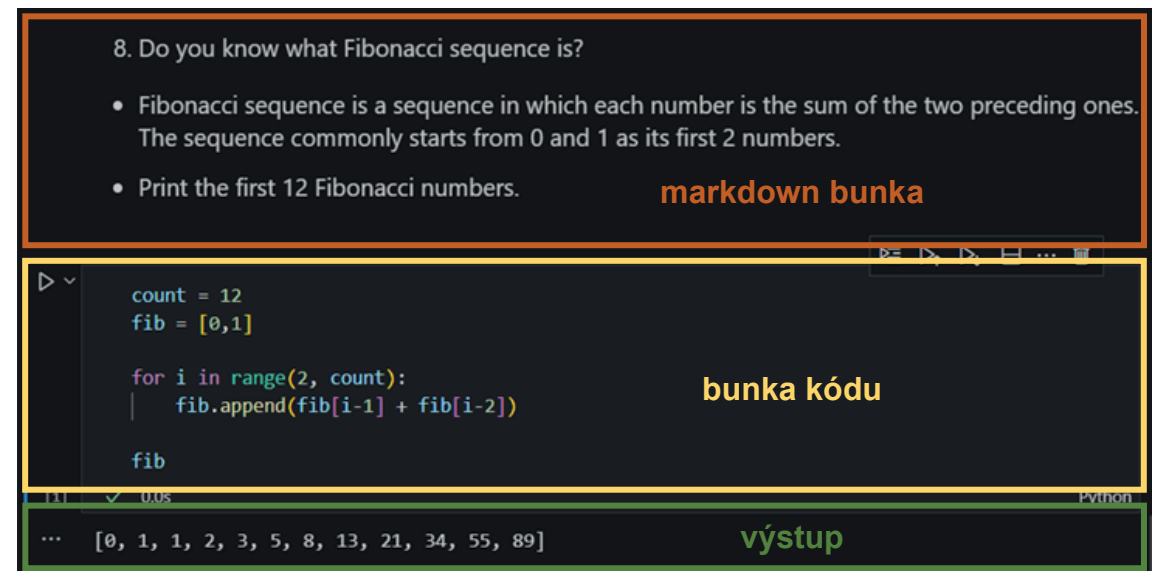 8. Do you know what Fibonacci sequence is?
• Fibonacci sequence is a sequence in which each number is the sum of the two preceding ones.
The sequence commonly starts from 0 and 1 as its first 2 numbers.
• Print the first 12 Fibonacci numbers.
markdown bunka
count = 12
fib = [0,1]
for i in range(2, count):
    fib.append(fib[i-1] + fib[i-2])
bunka kódu
fib
[1] ✓ 0.0s Python
... [0, 1, 1, 2, 3, 5, 8, 13, 21, 34, 55, 89]
výstup